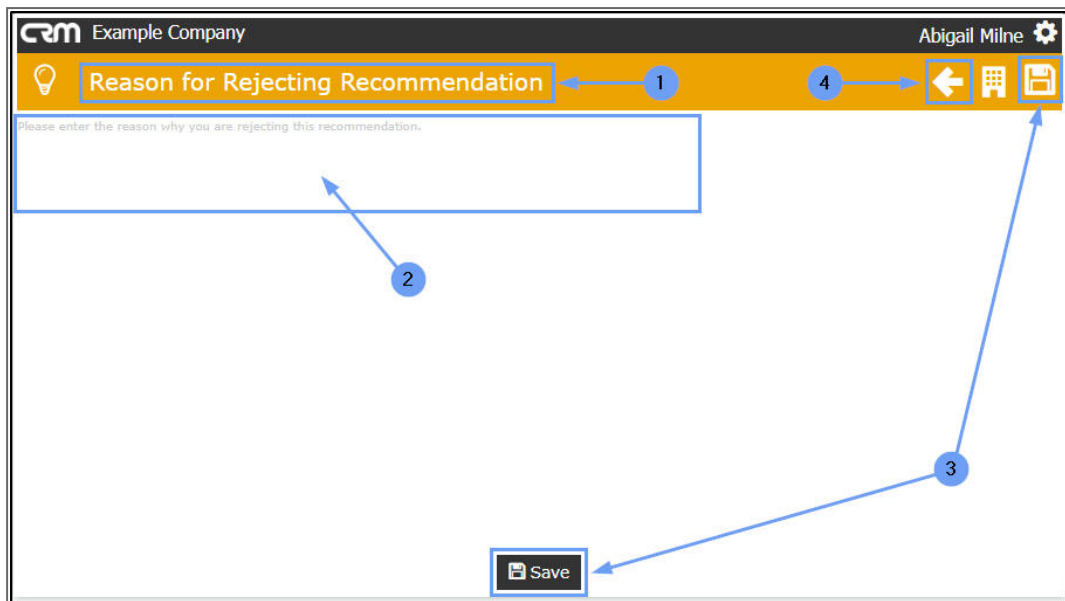 CRM Example Company Abigail Milne
Reason for Rejecting Recommendation 1 4
Please enter the reason why you are rejecting this recommendation.
2
3
Save